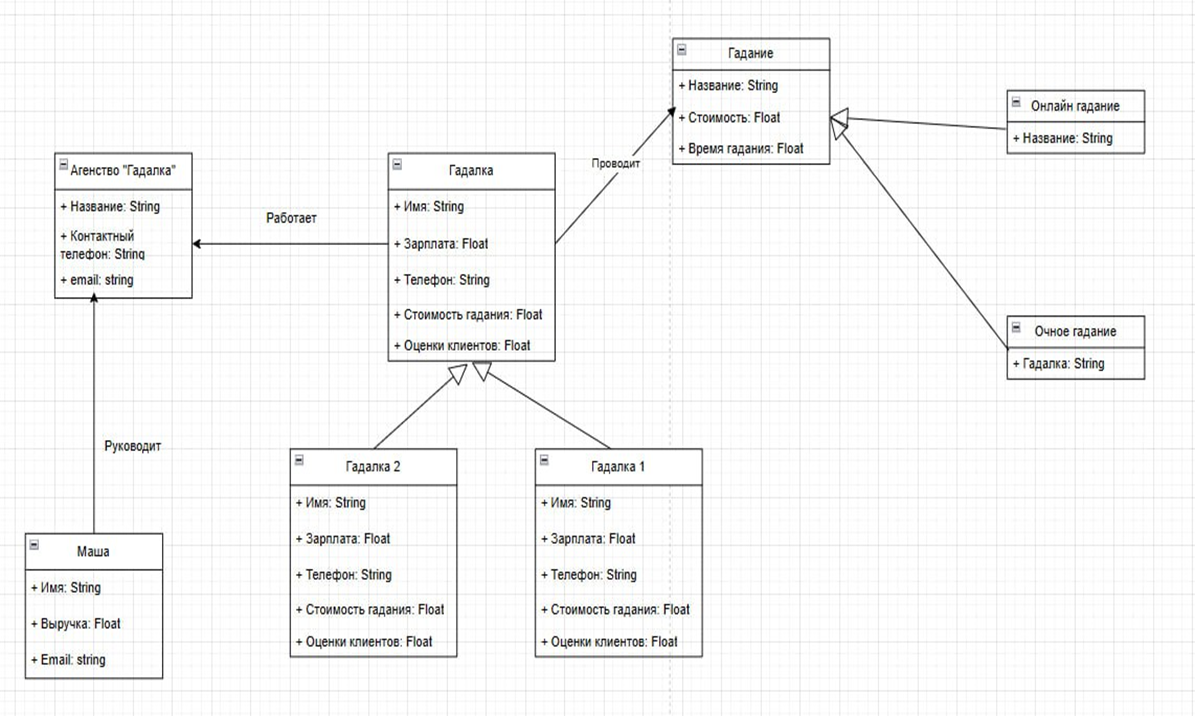 Гадание
+ Название: String
+ Стоимость: Float
+ Время гадания: Float
Онлайн гадание
+ Название: String
Агенство "Гадалка"
+ Название: String
+ Контактный
телефон: String
+ email: string
Работает
Гадалка
+ Имя: String
+ Зарплата: Float
+ Телефон: String
+ Стоимость гадания: Float
+ Оценки клиентов: Float
Проводит
Очное гадание
+ Гадалка: String
Руководит
Гадалка 2
+ Имя: String
+ Зарплата: Float
+ Телефон: String
+ Стоимость гадания: Float
+ Оценки клиентов: Float
Гадалка 1
+ Имя: String
+ Зарплата: Float
+ Телефон: String
+ Стоимость гадания: Float
+ Оценки клиентов: Float
Маша
+ Имя: String
+ Выручка: Float
+ Email: string